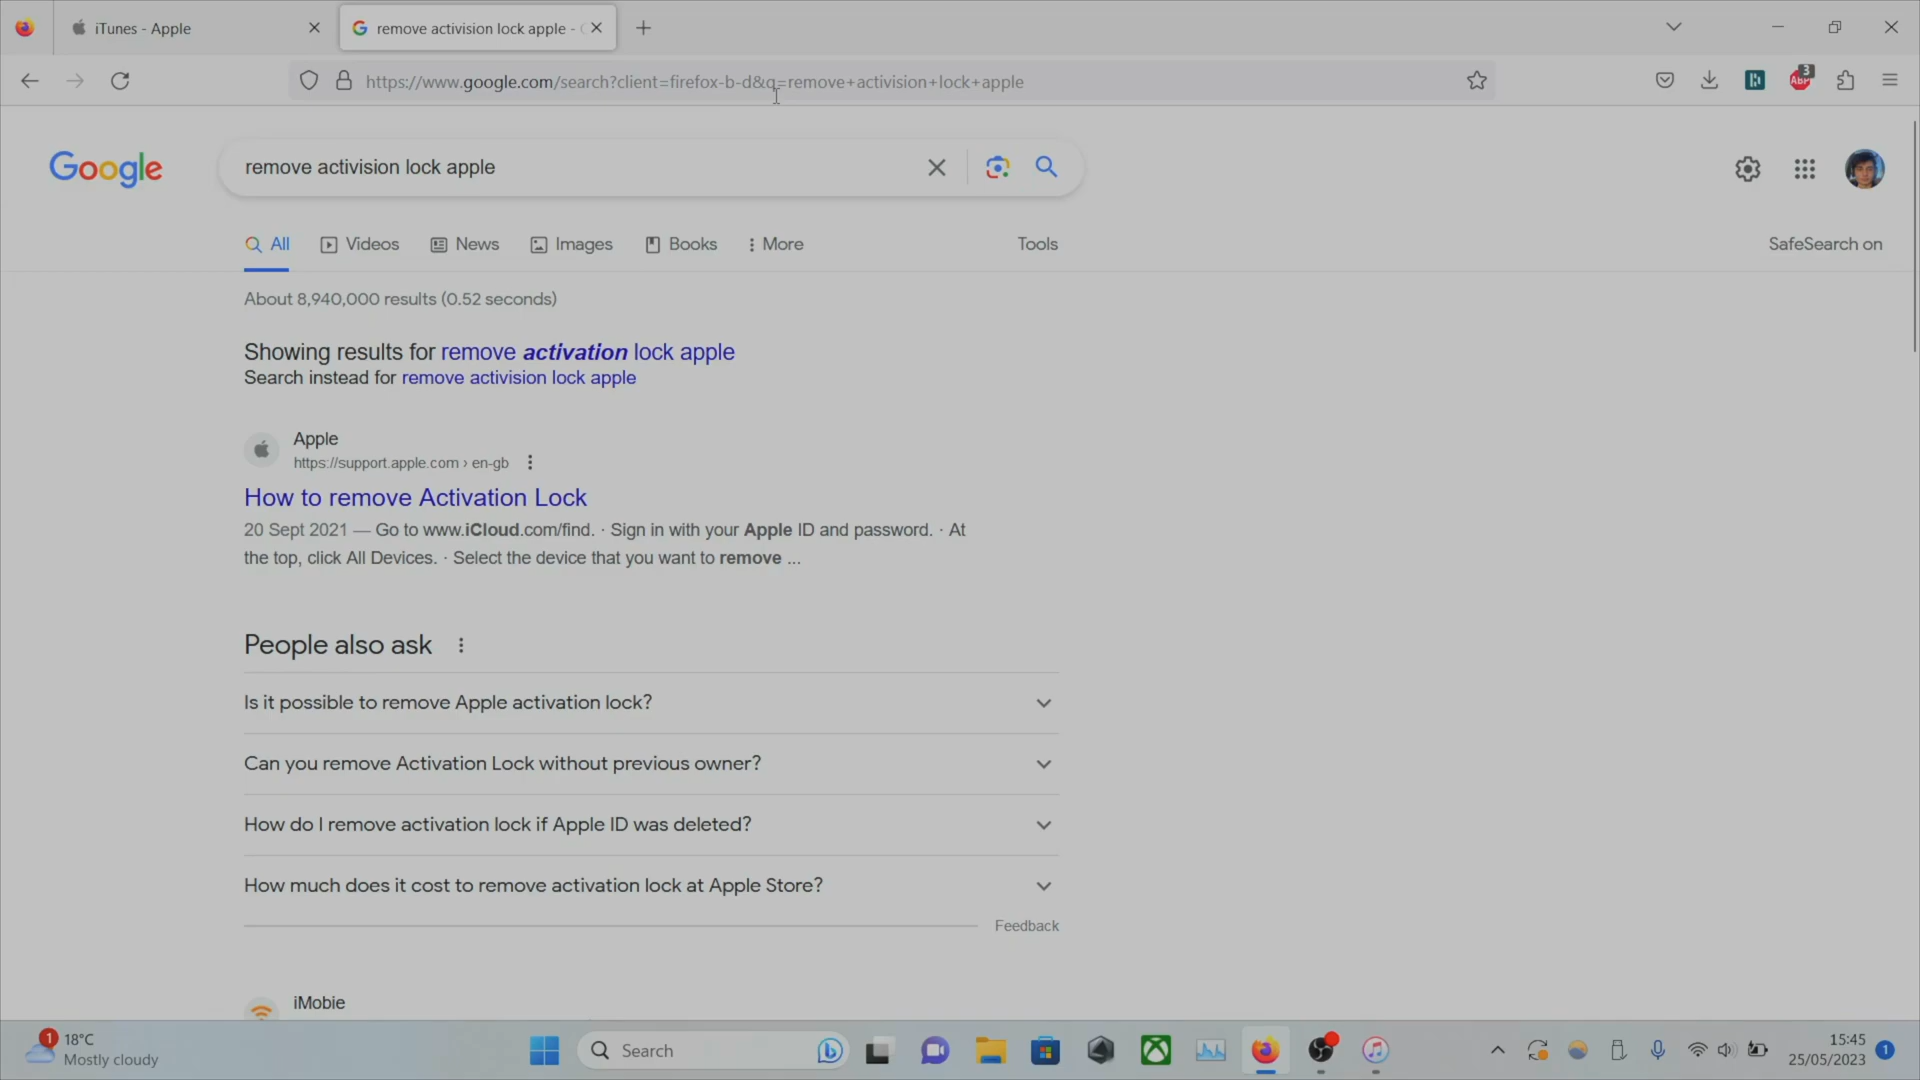 iTunes - Apple
remove activision lock apple -
https://www.google.com/search?client=firefox-b-d&q=remove+activision+lock+apple
3
ABP
Google
remove activision lock apple
All
Videos
News
Images
Books
More
Tools
SafeSearch on
About 8,940,000 results (0.52 seconds)
Showing results for remove activation lock apple
Search instead for remove activision lock apple
Apple
https://support.apple.com › en-gb
How to remove Activation Lock
20 Sept 2021 — Go to www.iCloud.com/find. · Sign in with your Apple ID and password. · At
the top, click All Devices. · Select the device that you want to remove ...
People also ask
Is it possible to remove Apple activation lock?
Can you remove Activation Lock without previous owner?
How do I remove activation lock if Apple ID was deleted?
How much does it cost to remove activation lock at Apple Store?
Feedback
iMobie
1
18°C
Mostly cloudy
Search
15:45
25/05/2023
1